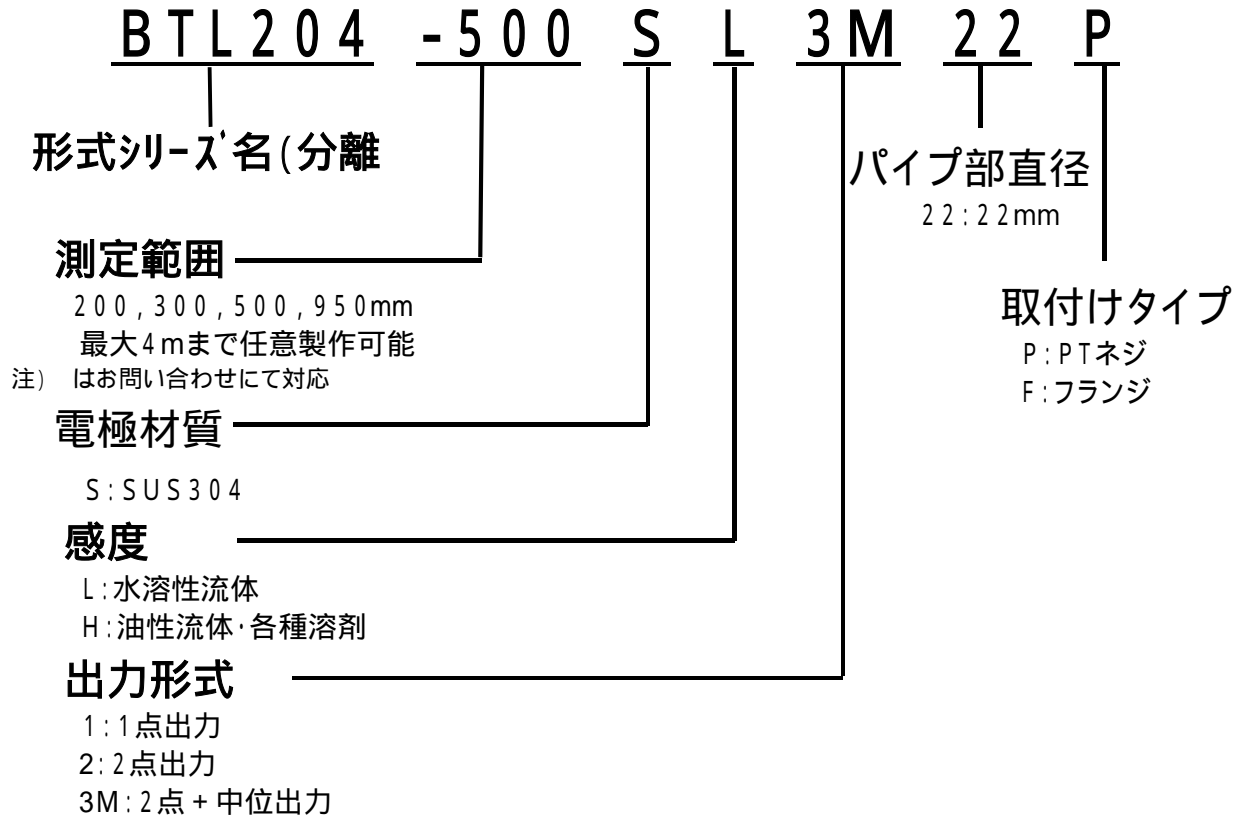 BTL204 -500 S L 3M 22 P
形式シリーズ名(分離
パイプ部直径
22:22mm
測定範囲
200,300,500,950mm
最大4mまで任意製作可能
注) はお問い合わせにて対応
取付けタイプ
P:PTネジ
F:フランジ
電極材質
S:SUS304
感度
L:水溶性流体
H:油性流体・各種溶剤
出力形式
1:1点出力
2:2点出力
3M:2点+中位出力